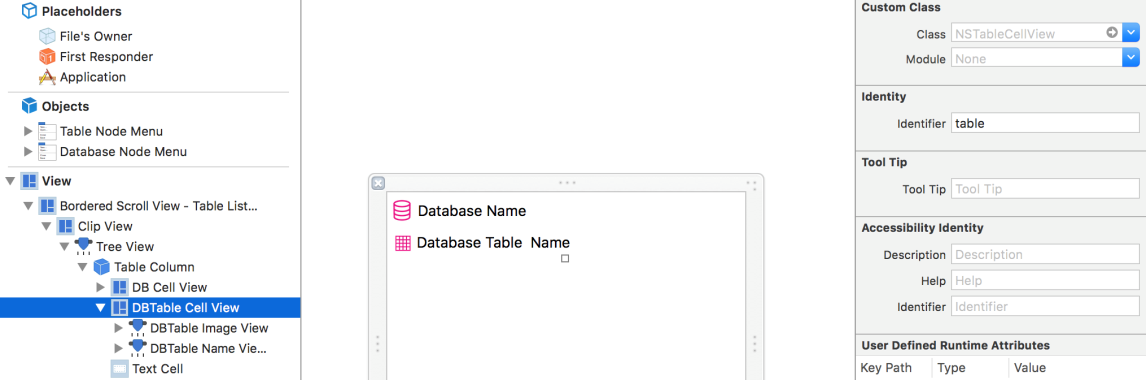 Placeholders
File's Owner
First Responder
Application
Objects
Table Node Menu
Database Node Menu
View
Bordered Scroll View - Table List...
Clip View
Tree View
Table Column
DB Cell View
DBTable Cell View
DBTable Image View
DBTable Name Vie...
Text Cell
Database Name
Database Table  Name
Custom Class
Class NSTableCellView
Module None
Identity
Identifier table
Tool Tip
Tool Tip Tool Tip
Accessibility Identity
Description Description
Help Help
Identifier Identifier
User Defined Runtime Attributes
Key Path Type Value